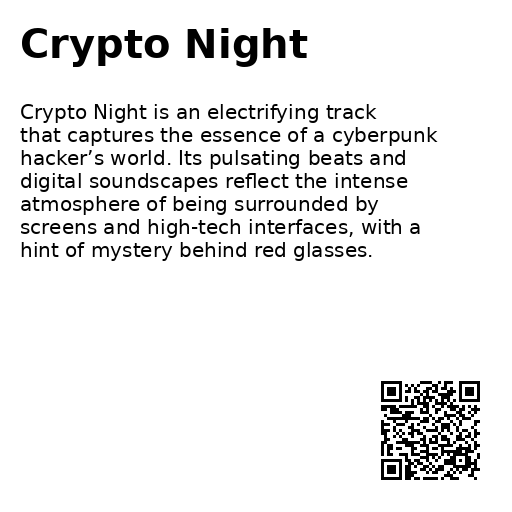 Crypto Night
Crypto Night is an electrifying track
that captures the essence of a cyberpunk
hacker’s world. Its pulsating beats and
digital soundscapes reflect the intense
atmosphere of being surrounded by
screens and high-tech interfaces, with a
hint of mystery behind red glasses.